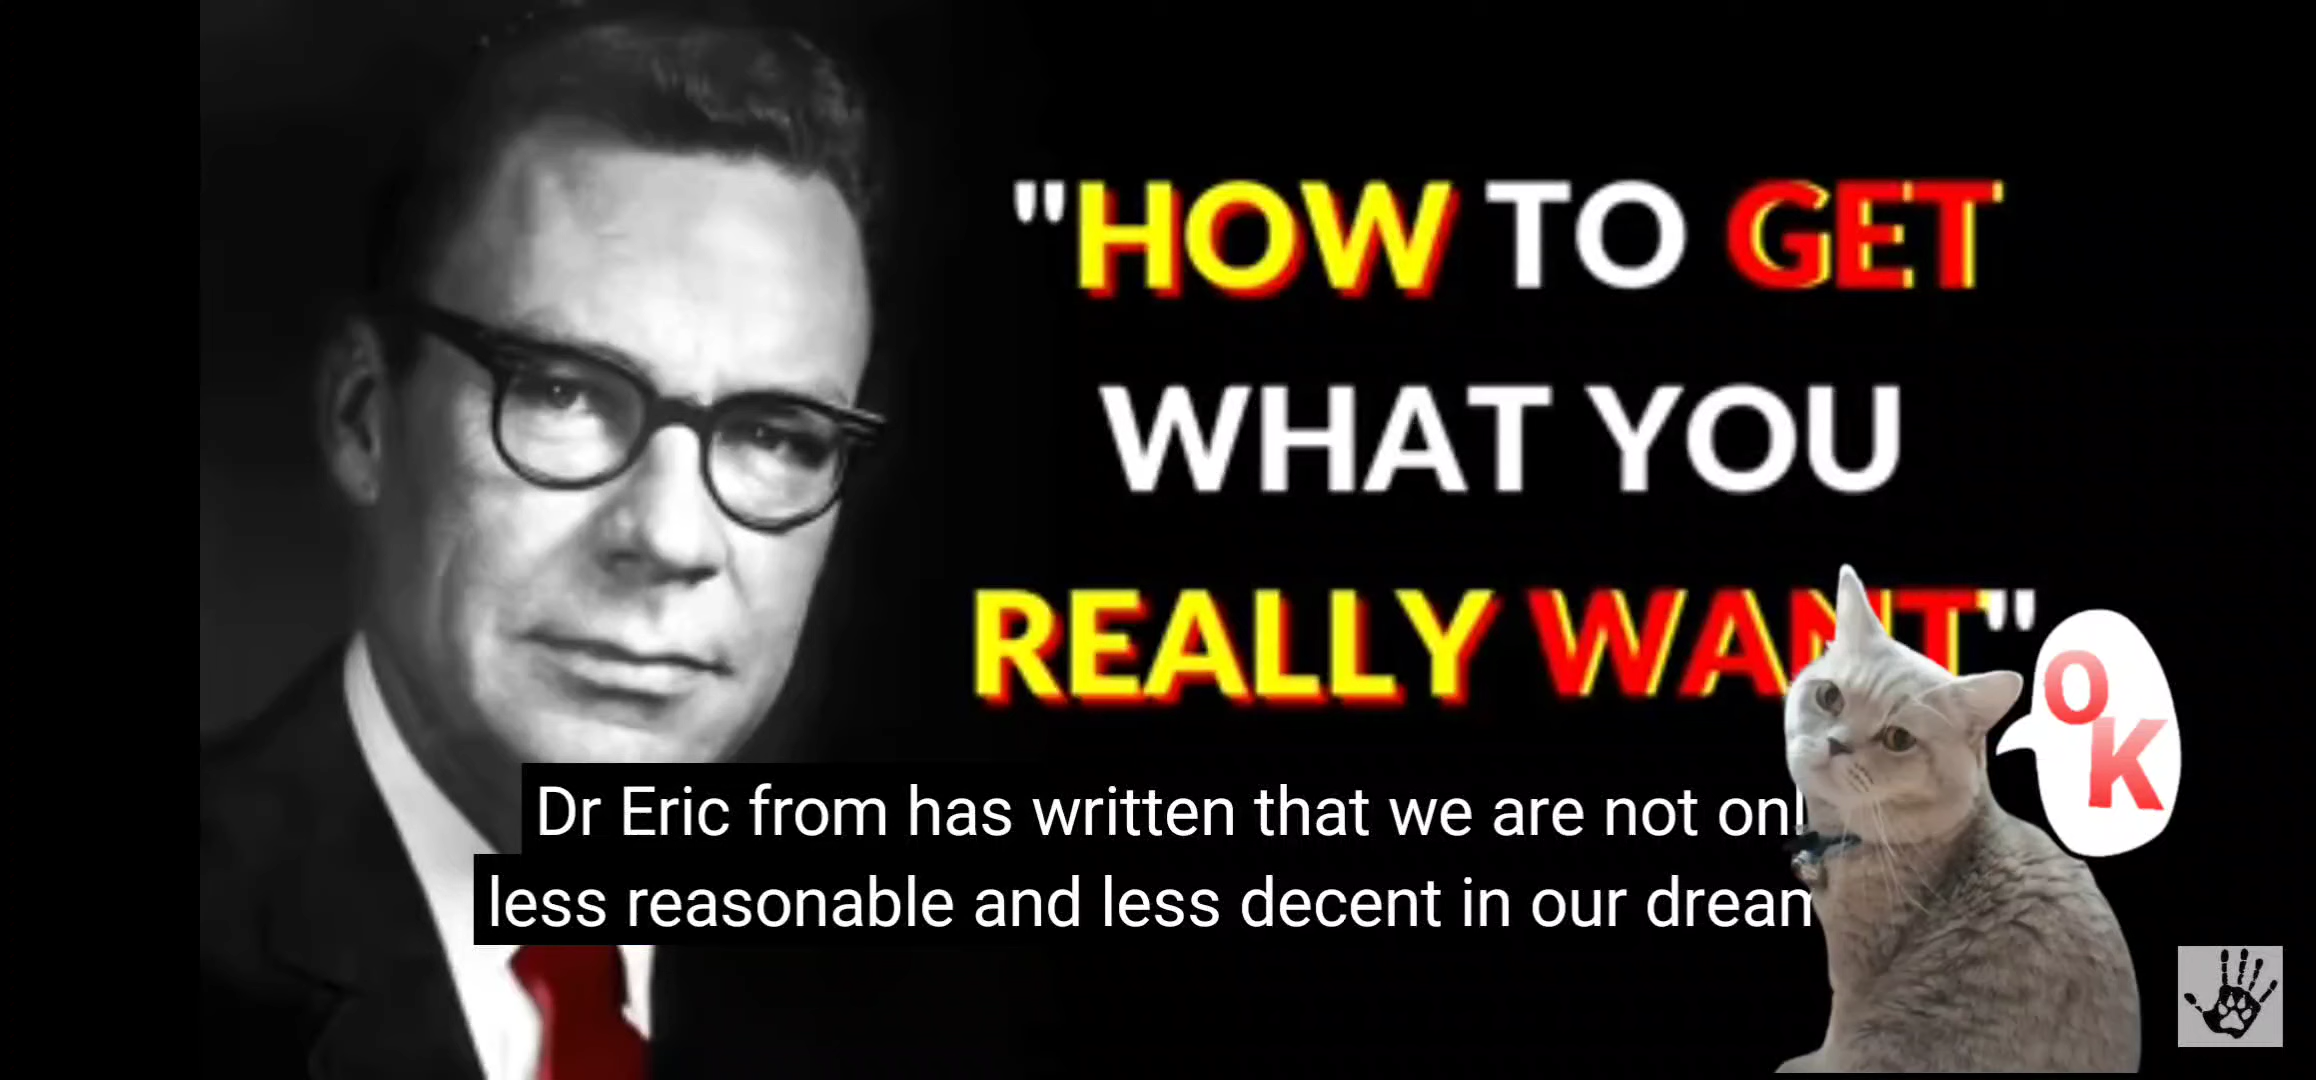 "HOW TO GET
WHAT YOU
REALLY WANT"
OK
Dr Eric from has written that we are not
less reasonable and less decent in our